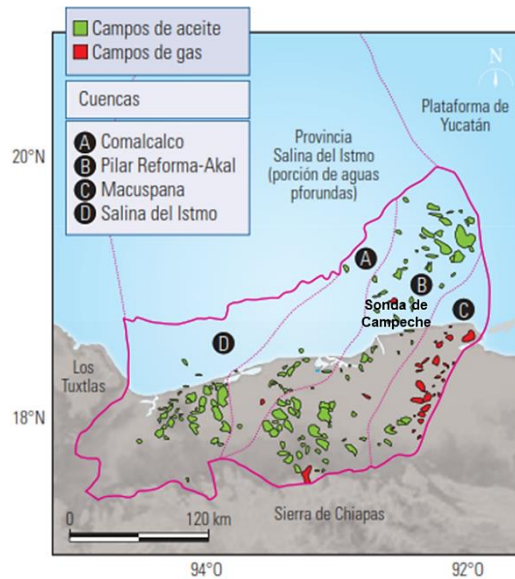 Campos de aceite
Campos de gas
Cuencas
A Comalcalco
B Pilar Reforma-Akal
C Macuspana
D Salina del Istmo
N
Plataforma de
Yucatán
Provincia
Salina del Istmo
(porción de aguas
pforundas)
20°N
A
B
Sonda de
Campeche
C
D
Los
Tuxtlas
18°N
0 120 km
Sierra de Chiapas
94°O
92°O